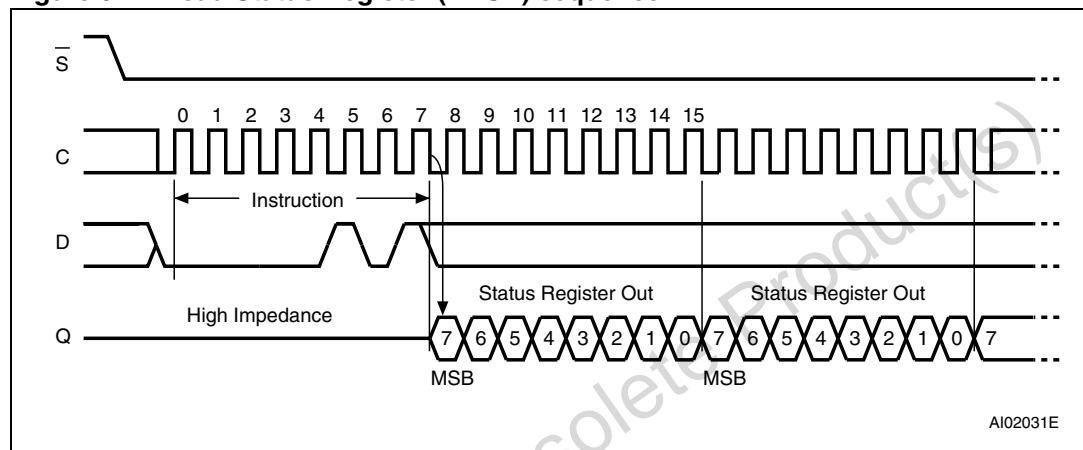 S
0 1 2 3 4 5 6 7 8 9 10 11 12 13 14 15
C
Instruction
D
Status Register Out Status Register Out
High Impedance
Q 7 6 5 4 3 2 1 0 7 6 5 4 3 2 1 0 7
MSB MSB
AI02031E
solete Product(s)